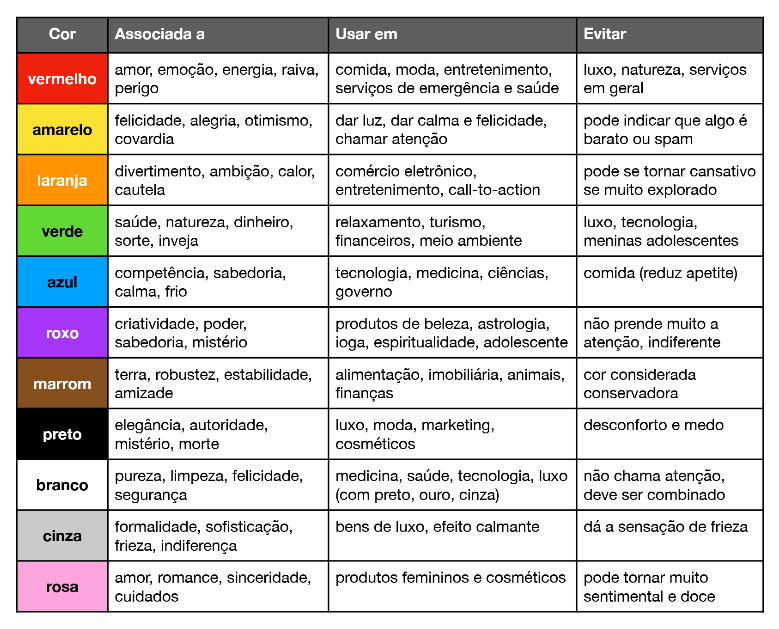 Cor Associada a Usar em Evitar
vermelho amor, emoção, energia, raiva, perigo comida, moda, entretenimento, serviços de emergência e saúde luxo, natureza, serviços em geral
amarelo felicidade, alegria, otimismo, covardia dar luz, dar calma e felicidade, chamar atenção pode indicar que algo é barato ou spam
laranja divertimento, ambição, calor, cautela comércio eletrônico, entretenimento, call-to-action pode se tornar cansativo se muito explorado
verde saúde, natureza, dinheiro, sorte, inveja relaxamento, turismo, financeiros, meio ambiente luxo, tecnologia, meninas adolescentes
azul competência, sabedoria, calma, frio tecnologia, medicina, ciências, governo comida (reduz apetite)
roxo criatividade, poder, sabedoria, mistério produtos de beleza, astrologia, ioga, espiritualidade, adolescente não prende muito a atenção, indiferente
marrom terra, robustez, estabilidade, amizade alimentação, imobiliária, animais, finanças cor considerada conservadora
preto elegância, autoridade, mistério, morte luxo, moda, marketing, cosméticos desconforto e medo
branco pureza, limpeza, felicidade, segurança medicina, saúde, tecnologia, luxo (com preto, ouro, cinza) não chama atenção, deve ser combinado
cinza formalidade, sofisticação, frieza, indiferença bens de luxo, efeito calmante dá a sensação de frieza
rosa amor, romance, sinceridade, cuidados produtos femininos e cosméticos pode tornar muito sentimental e doce